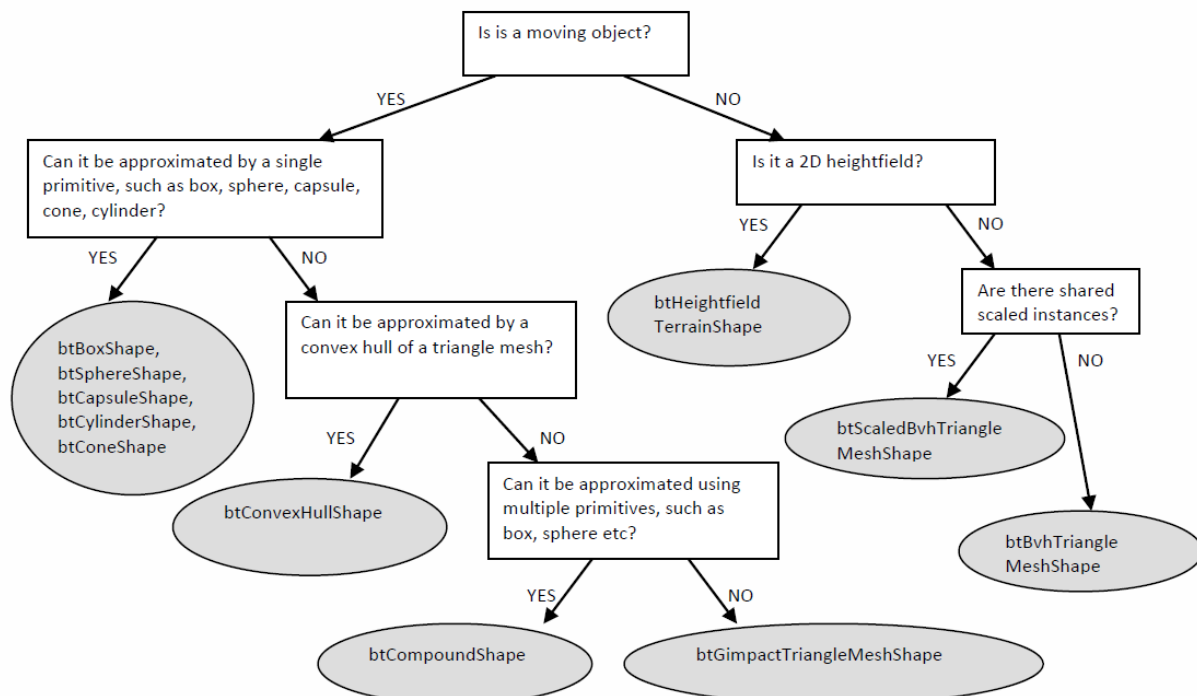 Is is a moving object?
YES
NO
Can it be approximated by a single
primitive, such as box, sphere, capsule,
cone, cylinder?
Is it a 2D heightfield?
YES
NO
YES
NO
btBoxShape,
btSphereShape,
btCapsuleShape,
btCylinderShape,
btConeShape
Can it be approximated by a
convex hull of a triangle mesh?
btHeightfield
TerrainShape
Are there shared
scaled instances?
YES
NO
YES
NO
btConvexHullShape
Can it be approximated using
multiple primitives, such as
box, sphere etc?
btScaledBvhTriangle
MeshShape
btBvhTriangle
MeshShape
YES
NO
btCompoundShape
btGimpactTriangleMeshShape